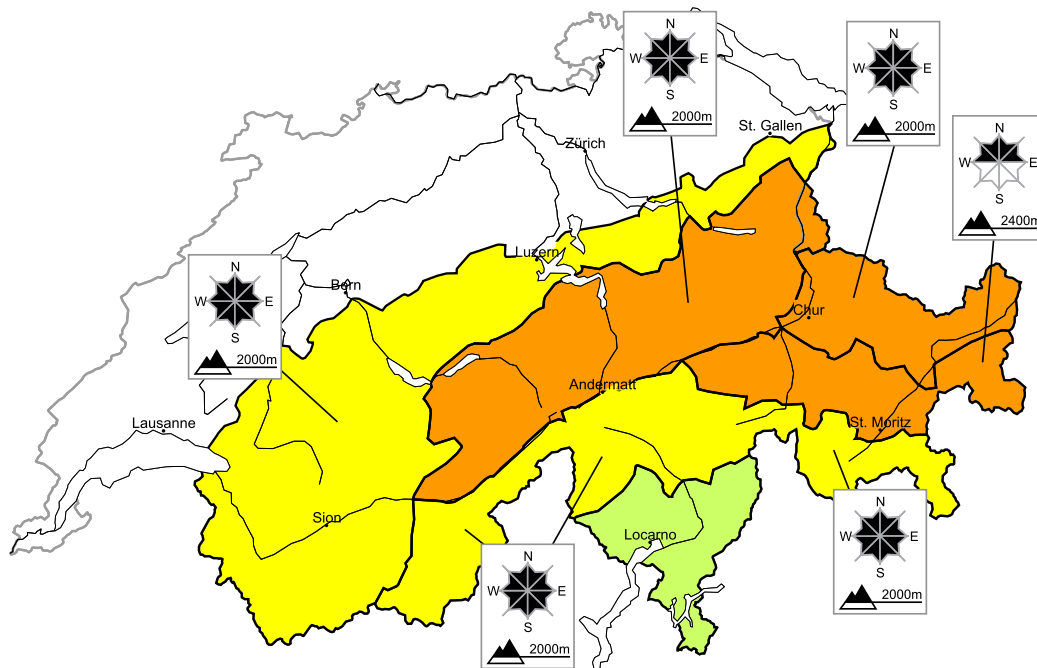 N
W E
S
2000m
N
W E
S
2000m
N
W E
S
2400m
St. Gallen
Zürich
Luzern
Bern
N
W E
S
2000m
Chur
Andermatt
Lausanne
St. Moritz
Sion
Locarno
N
W E
S
2000m
N
W E
S
2000m